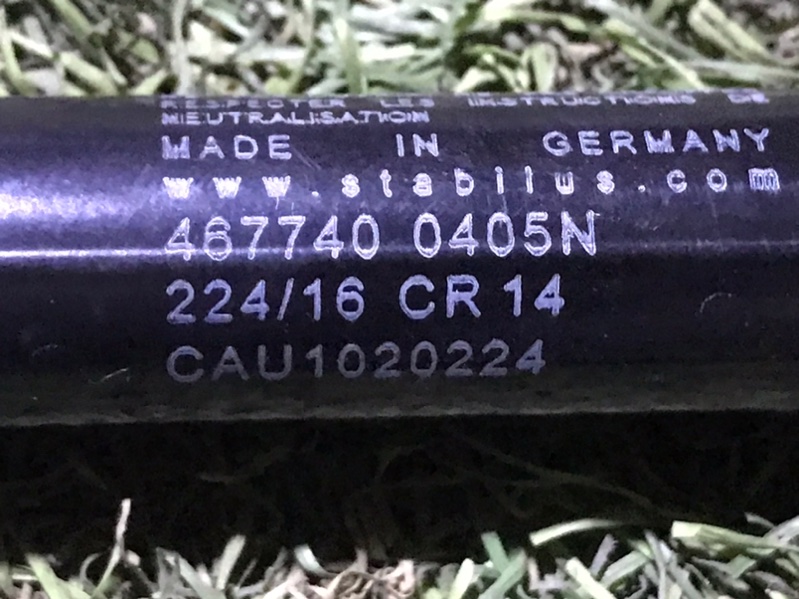 RESPECTER LES INSTRUCTIONS DE
NEUTRALISATION
MADE IN GERMANY
www.stabilus.com
467740 0405N
224/16 CR 14
CAU1020224